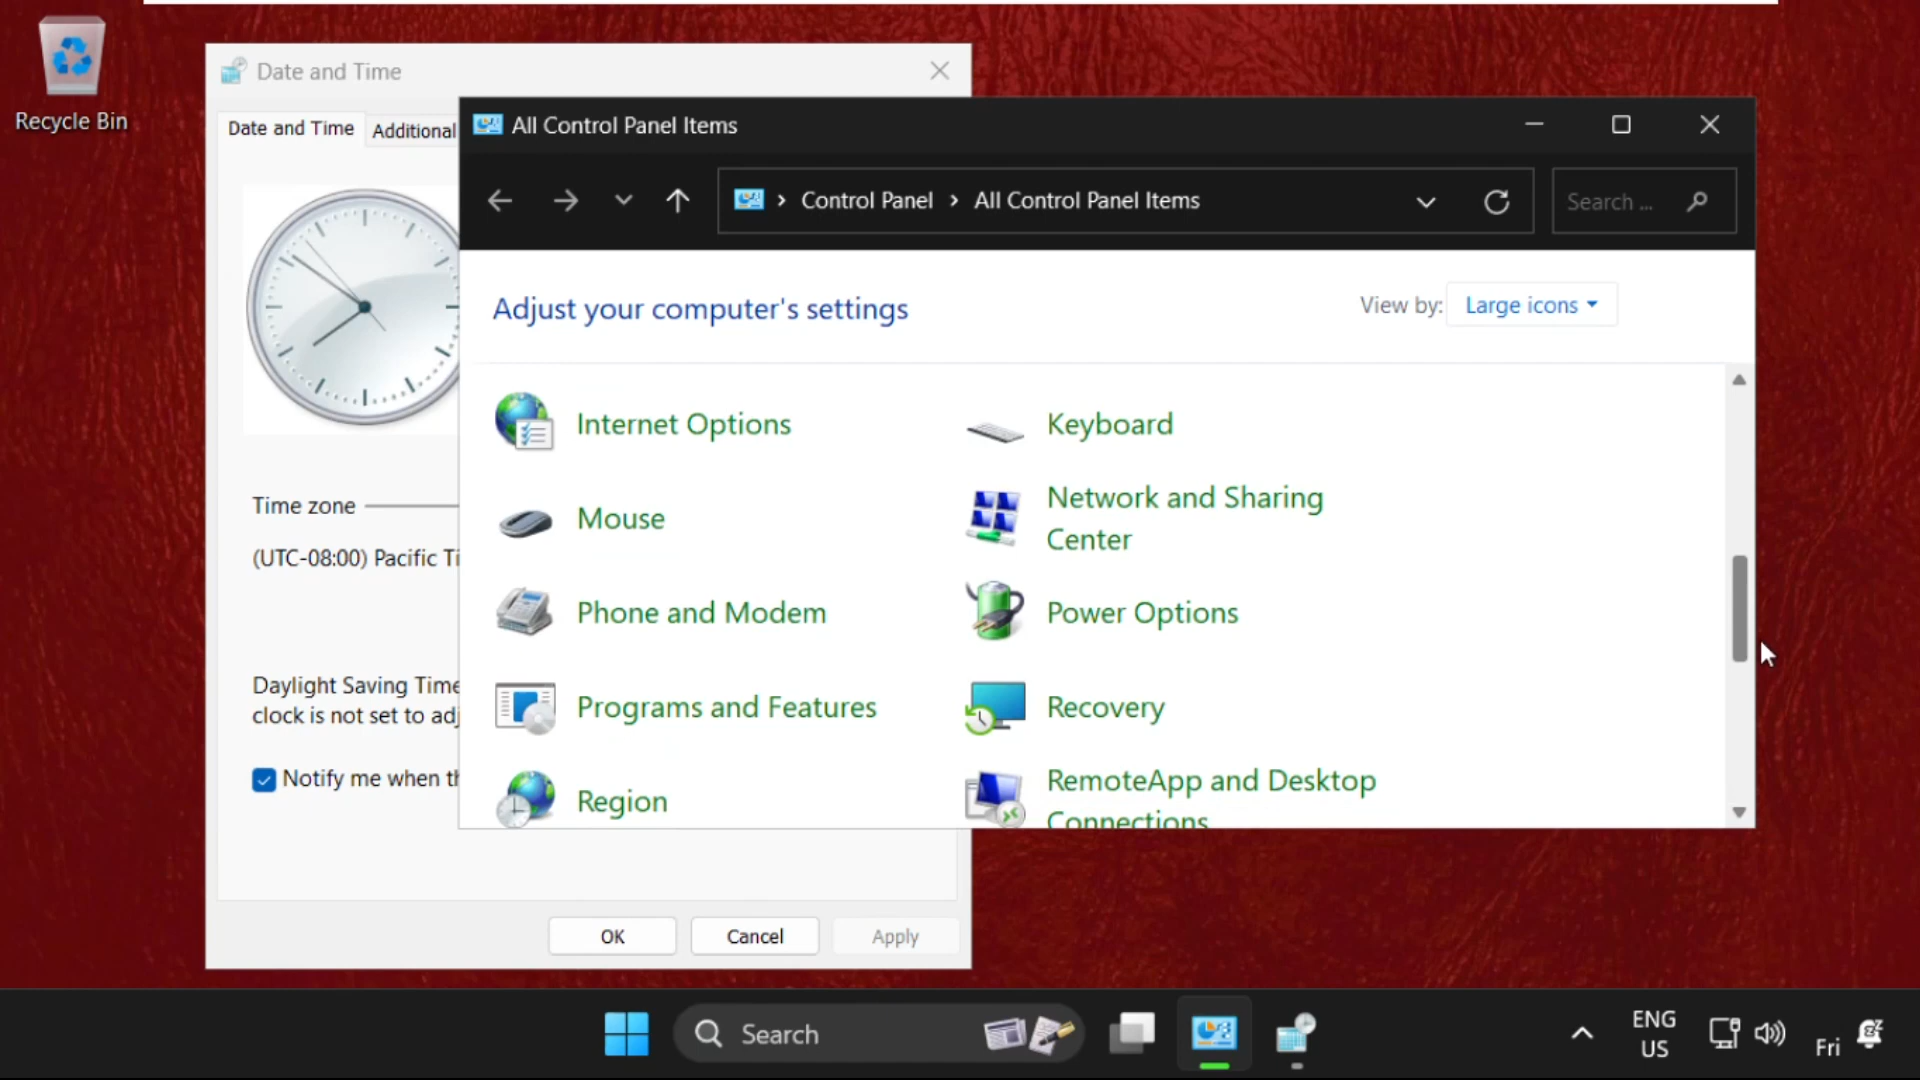 Recycle Bin
Date and Time
Date and Time
Additional
Time zone
(UTC-08:00) Pacific Ti
Daylight Saving Time
clock is not set to adj
Notify me when th
OK
Cancel
Apply
All Control Panel Items
Control Panel
All Control Panel Items
Search ...
Adjust your computer's settings
View by:
Large icons
Internet Options
Keyboard
Mouse
Network and Sharing
Center
Phone and Modem
Power Options
Programs and Features
Recovery
Region
RemoteApp and Desktop
Connections
Search
ENG
US
Fri